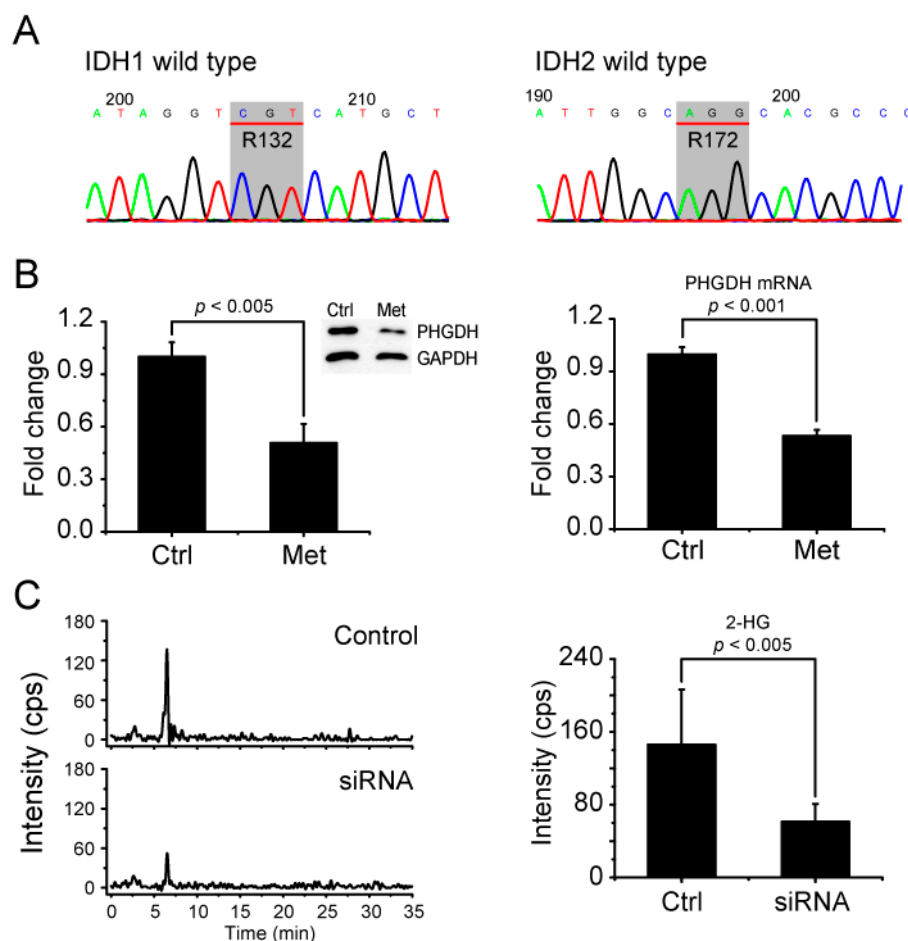 A
IDH1 wild type
200 210
A T A G G T C G T C A T G C T
R132
IDH2 wild type
190 200
A T T G G C A G G C A C G C C C
R172
B
p < 0.005
Ctrl Met
PHGDH
GAPDH
Fold change
1.2
0.9
0.6
0.3
0.0
Ctrl Met
PHGDH mRNA
p < 0.001
Fold change
1.2
0.9
0.6
0.3
0.0
Ctrl Met
C
Intensity (cps)
180
120
60
0
Control
180
120
60
0
siRNA
0 5 10 15 20 25 30 35
Time (min)
2-HG
p < 0.005
Intensity (cps)
240
160
80
0
Ctrl siRNA